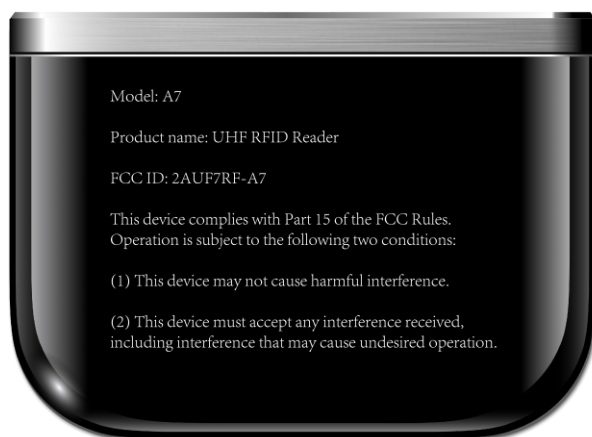 Model: A7
Product name: UHF RFID Reader
FCC ID: 2AUF7RF-A7
This device complies with Part 15 of the FCC Rules.
Operation is subject to the following two conditions:
(1) This device may not cause harmful interference.
(2) This device must accept any interference received,
including interference that may cause undesired operation.